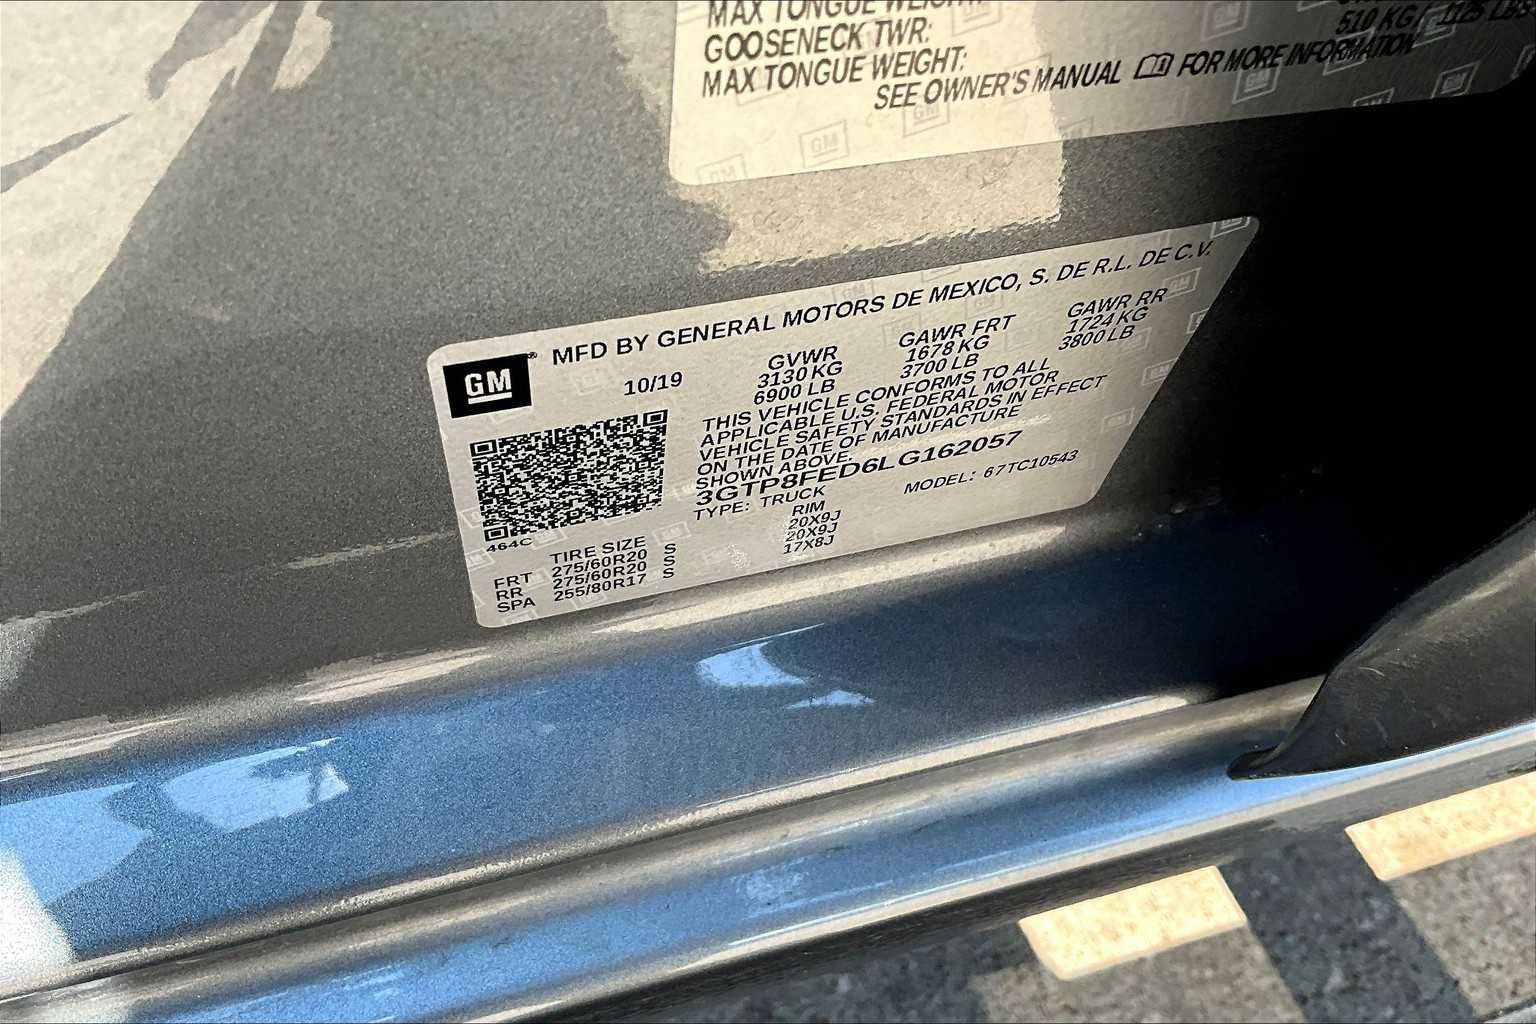 MAX TONGUE WEIGHT:
GOOSENECK TWR:
MAX TONGUE WEIGHT:
510 KG/ 1125 LBS
SEE OWNER'S MANUAL FOR MORE INFORMATION
MFD BY GENERAL MOTORS DE MEXICO, S. DE R.L. DE C.V.
GM
10/19
GVWR GAWR FRT GAWR RR
3130 KG 1678 KG 1724 KG
6900 LB 3700 LB 3800 LB
THIS VEHICLE CONFORMS TO ALL
APPLICABLE U.S. FEDERAL MOTOR
VEHICLE SAFETY STANDARDS IN EFFECT
ON THE DATE OF MANUFACTURE
SHOWN ABOVE.
3GTP8FED6LG162057
TYPE: TRUCK MODEL: 67TC10543
464C
TIRE SIZE RIM
FRT 275/60R20 S 20X9J
RR 275/60R20 S 20X9J
SPA 255/80R17 S 17X8J